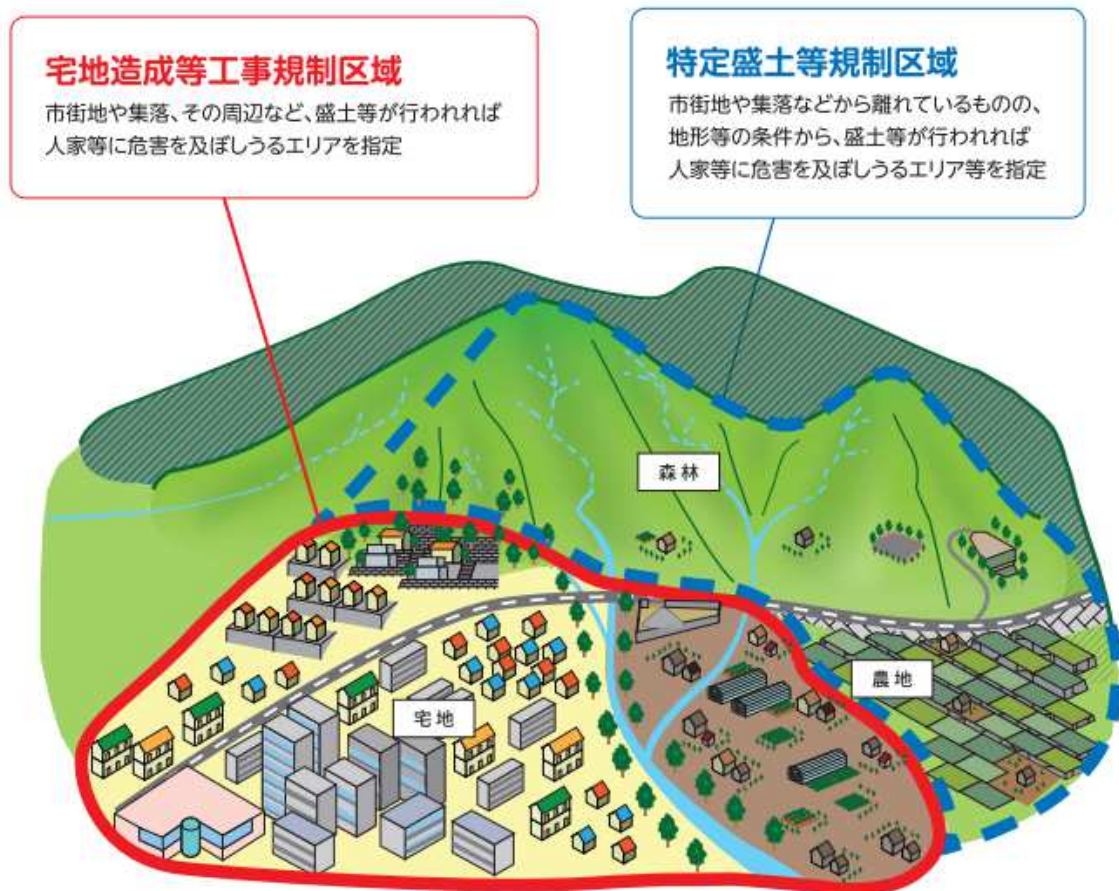 宅地造成等工事規制区域
市街地や集落、その周辺など、盛土等が行われれば
人家等に危害を及ぼしうるエリアを指定
特定盛土等規制区域
市街地や集落などから離れているものの、
地形等の条件から、盛土等が行われれば
人家等に危害を及ぼしうるエリア等を指定
森林
農地
宅地